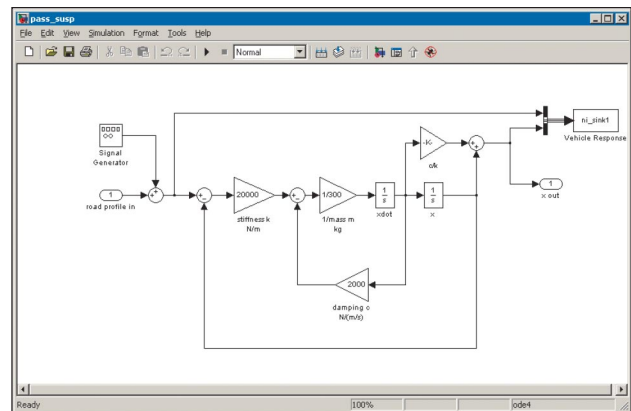 pass_susp
File Edit View Simulation Format Tools Help
Normal
Signal
Generator
1
road profile in
20000
stiffness k
N/m
1/300
1/mass m
kg
1
s
xdot
1
s
x
-K-
c/k
ni_sink1
Vehicle Response
1
x out
2000
damping c
N/(m/s)
Ready
100%
ode4